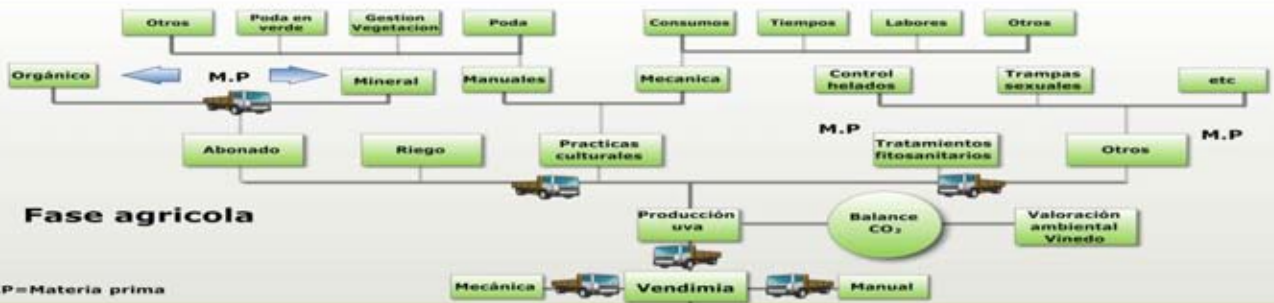 Otros
Poda en
verde
Gestion
Vegetacion
Poda
Consumos
Tiempos
Labores
Otros
Orgánico
M.P
Mineral
Manuales
Mecanica
Control
helados
Trampas
sexuales
etc
M.P
M.P
Abonado
Riego
Practicas
culturales
Tratamientos
fitosanitarios
Otros
Fase agricola
Producción
uva
Balance
CO₂
Valoración
ambiental
Vinedo
.P=Materia prima
Mecánica
Vendimia
Manual